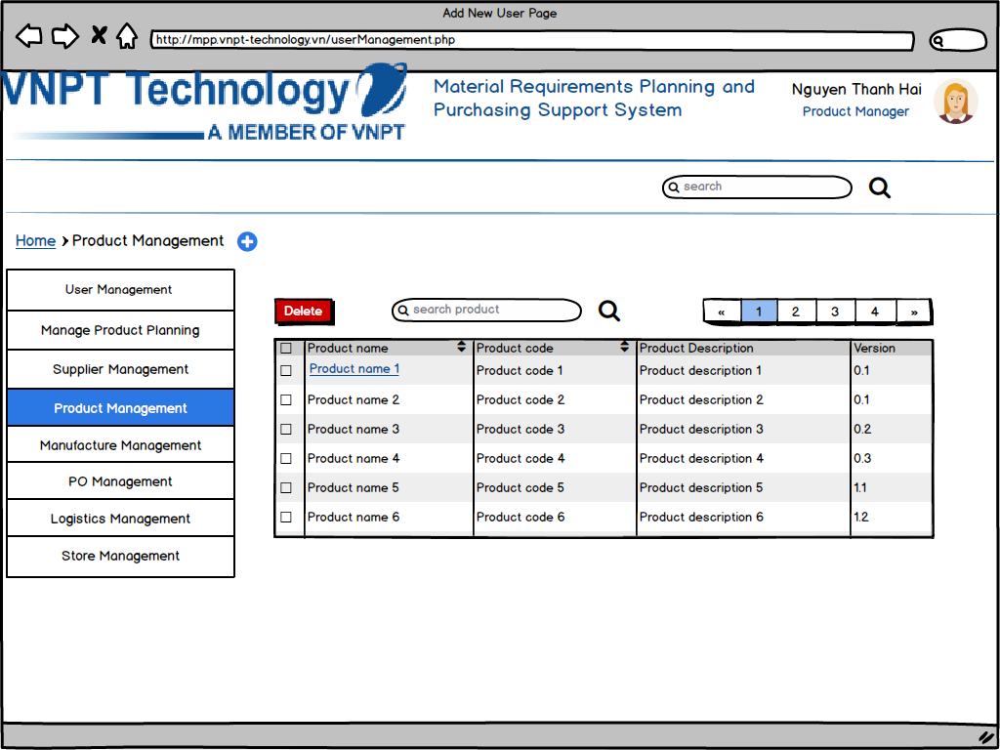 Add New User Page
http://mpp.vnpt-technology.vn/userManagement.php
VNPT Technology
A MEMBER OF VNPT
Material Requirements Planning and
Purchasing Support System
Nguyen Thanh Hai
Product Manager
search
Home Product Management
User Management
Manage Product Planning
Supplier Management
Product Management
Manufacture Management
PO Management
Logistics Management
Store Management
Delete search product « 1 2 3 4 »
Product name Product code Product Description Version
Product name 1 Product code 1 Product description 1 0.1
Product name 2 Product code 2 Product description 2 0.1
Product name 3 Product code 3 Product description 3 0.2
Product name 4 Product code 4 Product description 4 0.3
Product name 5 Product code 5 Product description 5 1.1
Product name 6 Product code 6 Product description 6 1.2